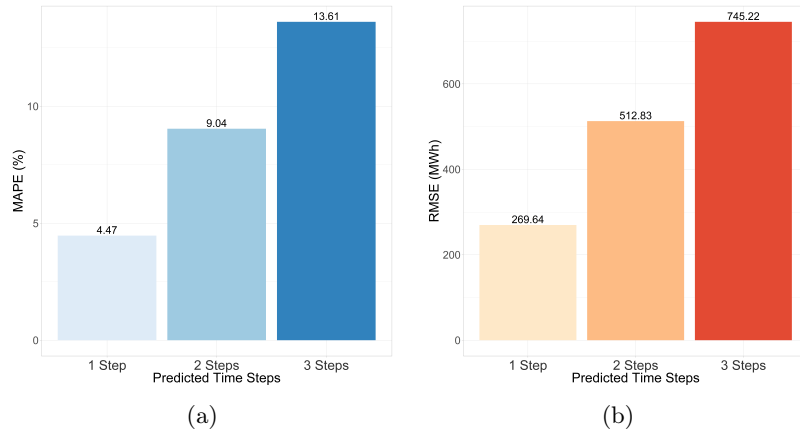 13.61
9.04
4.47
10
5
0
MAPE (%)
1 Step
2 Steps
3 Steps
Predicted Time Steps
(a)
745.22
512.83
269.64
600
400
200
0
RMSE (MWh)
1 Step
2 Steps
3 Steps
Predicted Time Steps
(b)